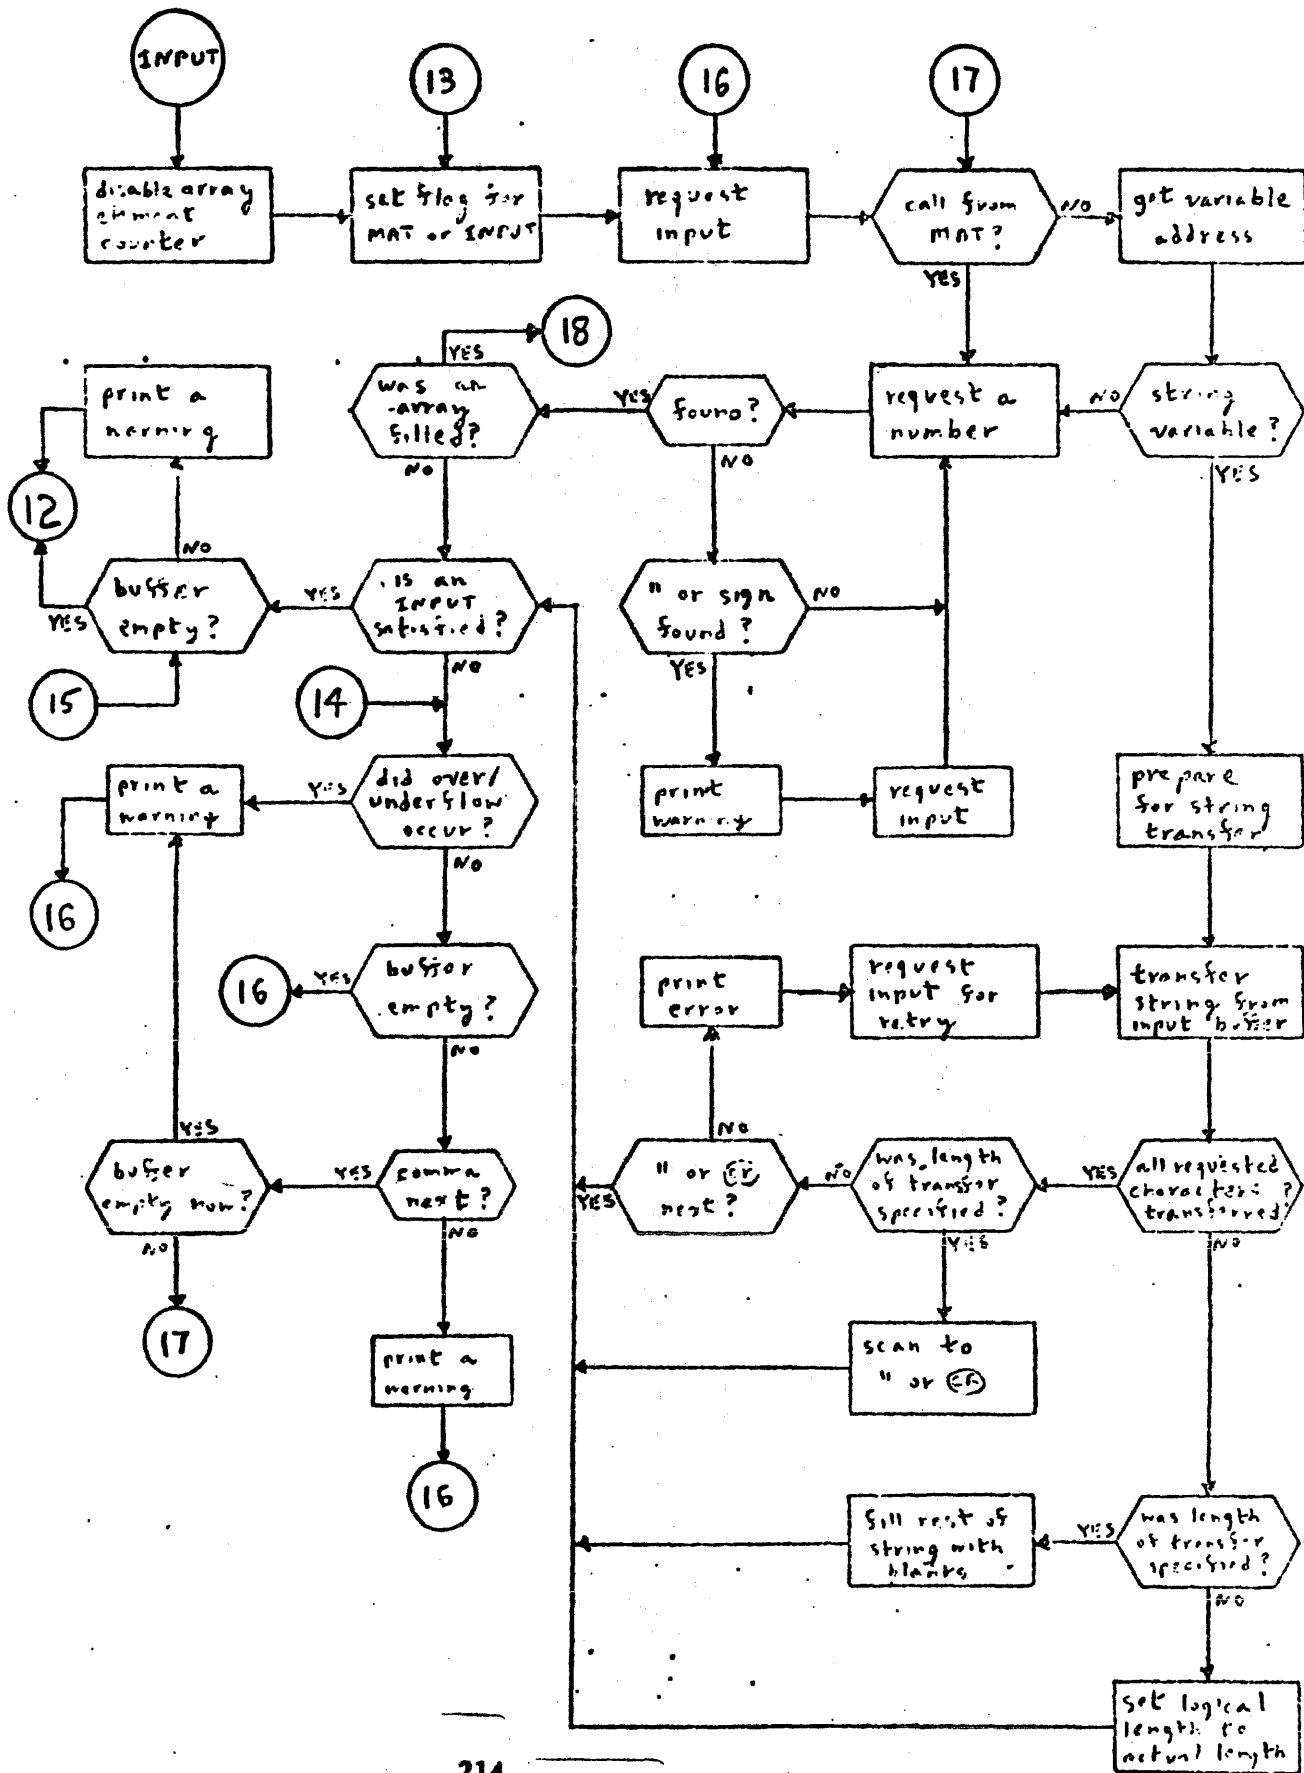 INPUT
13
16
17
disable array
element
counter
set flag for
MAT or INPUT
request
input
call from
MAT?
NO
YES
get variable
address
18
YES
print a
warning
was an
array
filled?
NO
YES
found?
NO
request a
number
NO
string
variable?
YES
12
NO
buffer
empty?
YES
YES
is an
INPUT
satisfied?
NO
" or sign
found?
NO
YES
15
14
print a
warning
YES
did over/
underflow
occur?
NO
print
warning
request
input
prepare
for string
transfer
16
16
YES
buffer
empty?
NO
print
error
request
input for
retry
transfer
string from
input buffer
YES
buffer
empty now?
NO
YES
comma
next?
NO
NO
" or
next?
YES
NO
was length
of transfer
specified?
YES
YES
all requested
characters
transferred?
NO
17
print a
warning
scan to
" or
16
fill rest of
string with
blanks
YES
was length
of transfer
specified?
NO
set logical
length to
actual length
214